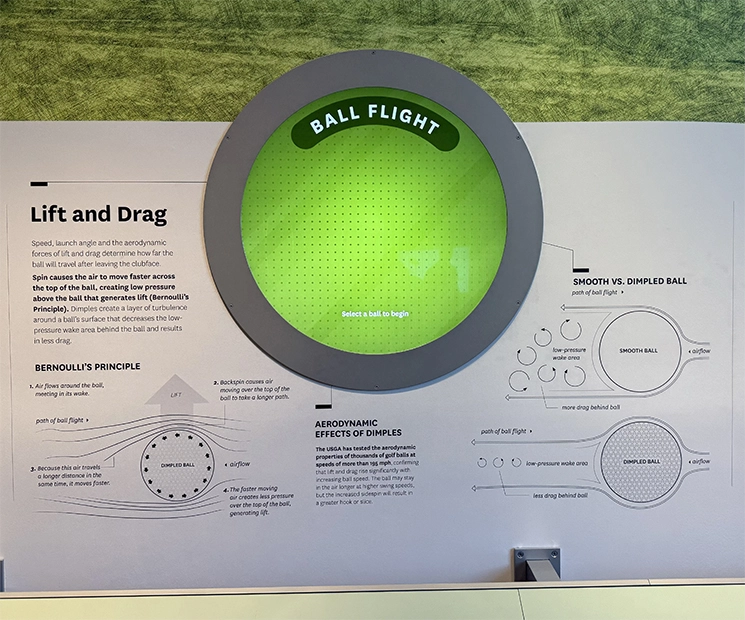 BALL FLIGHT
Select a ball to begin
Lift and Drag
Speed, launch angle and the aerodynamic
forces of lift and drag determine how far the
ball will travel after leaving the clubface.
Spin causes the air to move faster across
the top of the ball, creating low pressure
above the ball that generates lift (Bernoulli's
Principle). Dimples create a layer of turbulence
around a ball's surface that decreases the low-
pressure wake area behind the ball and results
in less drag.
BERNOULLI'S PRINCIPLE
1. Air flows around the ball,
meeting in its wake.
2. Backspin causes air
moving over the top of the
ball to take a longer path.
LIFT
path of ball flight
DIMPLED BALL
airflow
3. Because this air travels
a longer distance in the
same time, it moves faster.
4. The faster moving
air creates less pressure
over the top of the ball,
generating lift.
AERODYNAMIC
EFFECTS OF DIMPLES
The USGA has tested the aerodynamic
properties of thousands of golf balls at
speeds of more than 195 mph, confirming
that lift and drag rise significantly with
increasing ball speed. The ball may stay
in the air longer at higher swing speeds,
but the increased sidespin will result in
a greater hook or slice.
SMOOTH VS. DIMPLED BALL
path of ball flight
low-pressure
wake area
SMOOTH BALL
airflow
more drag behind ball
path of ball flight
low-pressure wake area
DIMPLED BALL
airflow
less drag behind ball